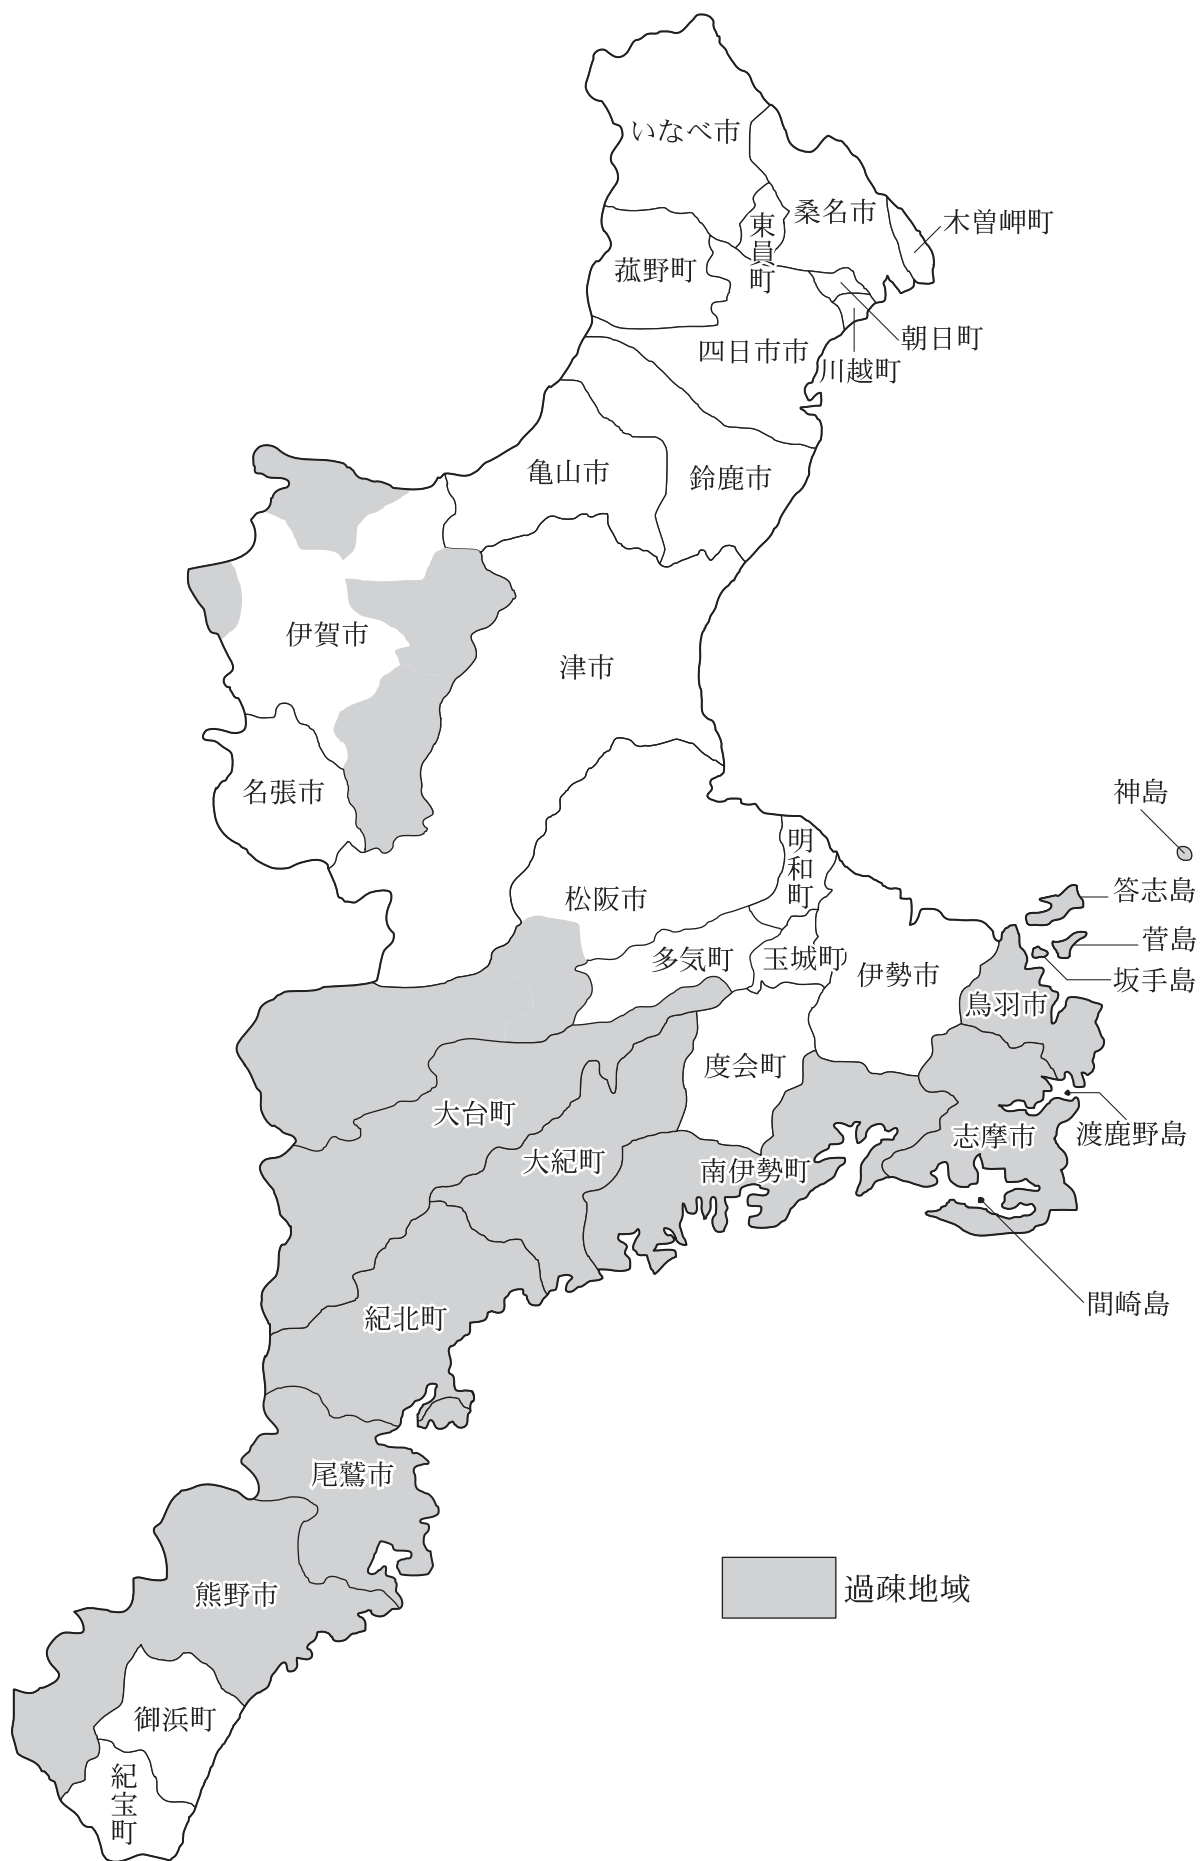 いなべ市
桑名市
木曽岬町
東員町
菰野町
朝日町
四日市市
川越町
亀山市
鈴鹿市
伊賀市
津市
名張市
神島
明和町
答志島
松阪市
菅島
多気町
玉城町
伊勢市
坂手島
鳥羽市
度会町
大台町
志摩市
渡鹿野島
大紀町
南伊勢町
間崎島
紀北町
尾鷲市
過疎地域
熊野市
御浜町
紀宝町